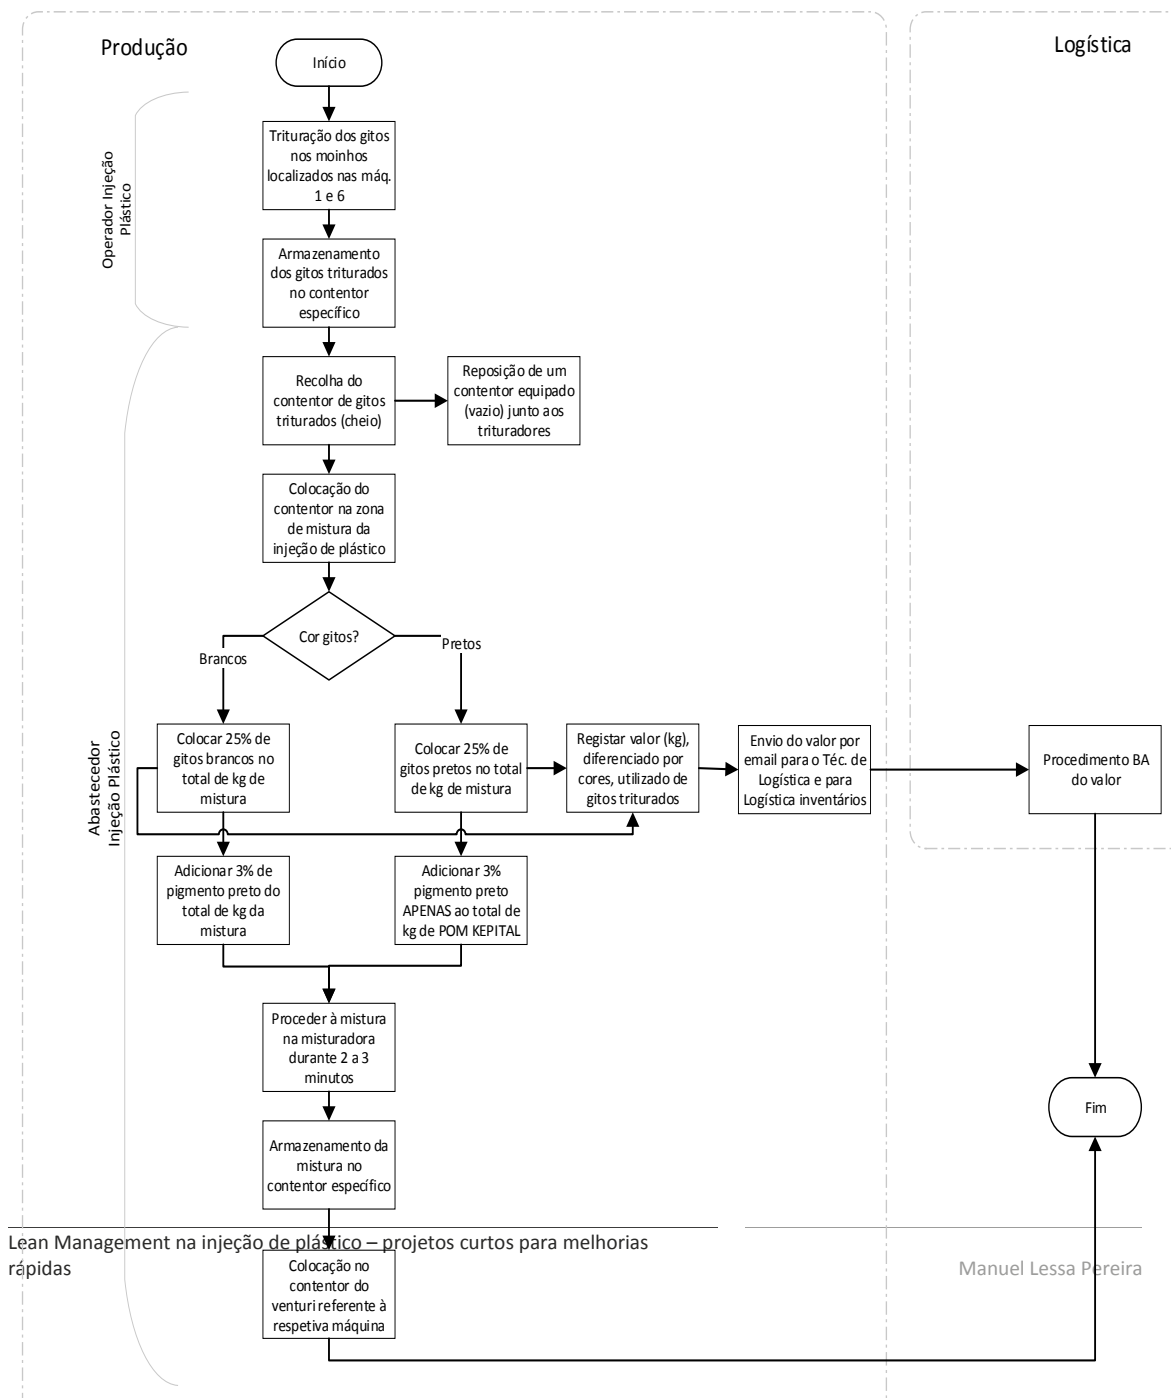 Produção
Logística
Início
Operador Injeção
Plástico
Trituração dos gitos
nos moinhos
localizados nas máq.
1 e 6
Armazenamento
dos gitos triturados
no contentor
específico
Abastecedor
Injeção Plástico
Recolha do
contentor de gitos
triturados (cheio)
Reposição de um
contentor equipado
(vazio) junto aos
trituradores
Colocação do
contentor na zona
de mistura da
injeção de plástico
Cor gitos?
Brancos
Pretos
Colocar 25% de
gitos brancos no
total de kg de
mistura
Colocar 25% de
gitos pretos no total
de kg de mistura
Registar valor (kg),
diferenciado por
cores, utilizado de
gitos triturados
Envio do valor por
email para o Téc. de
Logística e para
Logística inventários
Procedimento BA
do valor
Adicionar 3% de
pigmento preto do
total de kg da
mistura
Adicionar 3%
pigmento preto
APENAS ao total de
kg de POM KEPITAL
Proceder à mistura
na misturadora
durante 2 a 3
minutos
Fim
Armazenamento da
mistura no
contentor específico
Lean Management na injeção de plástico – projetos curtos para melhorias
rápidas
Manuel Lessa Pereira
Colocação no
contentor do
venturi referente à
respetiva máquina